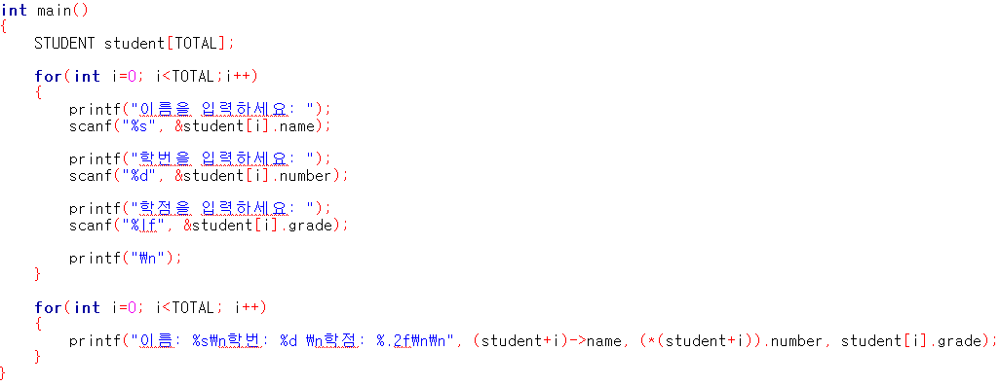 int main()
{
    STUDENT student[TOTAL];

    for(int i=0; i<TOTAL;i++)
    {
        printf("이름을 입력하세요: ");
        scanf("%s", &student[i].name);

        printf("학번을 입력하세요: ");
        scanf("%d", &student[i].number);

        printf("학점을 입력하세요: ");
        scanf("%lf", &student[i].grade);

        printf("₩n");
    }

    for(int i=0; i<TOTAL; i++)
    {
        printf("이름: %s₩n학번: %d ₩n학점: %.2f₩n₩n", (student+i)->name, (*(student+i)).number, student[i].grade);
    }
}